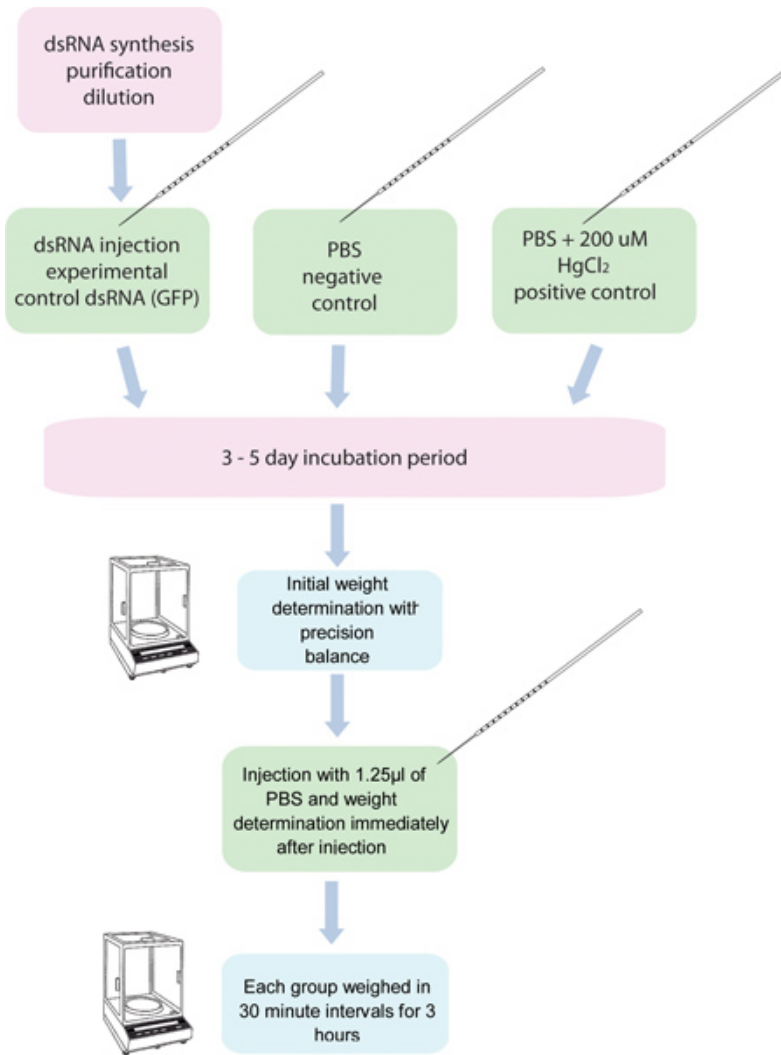 dsRNA synthesis
purification
dilution
dsRNA injection
experimental
control dsRNA (GFP)
PBS
negative
control
PBS + 200 uM
HgCl₂
positive control
3 - 5 day incubation period
Initial weight
determination with
precision
balance
Injection with 1.25µl of
PBS and weight
determination immediately
after injection
Each group weighed in
30 minute intervals for 3
hours